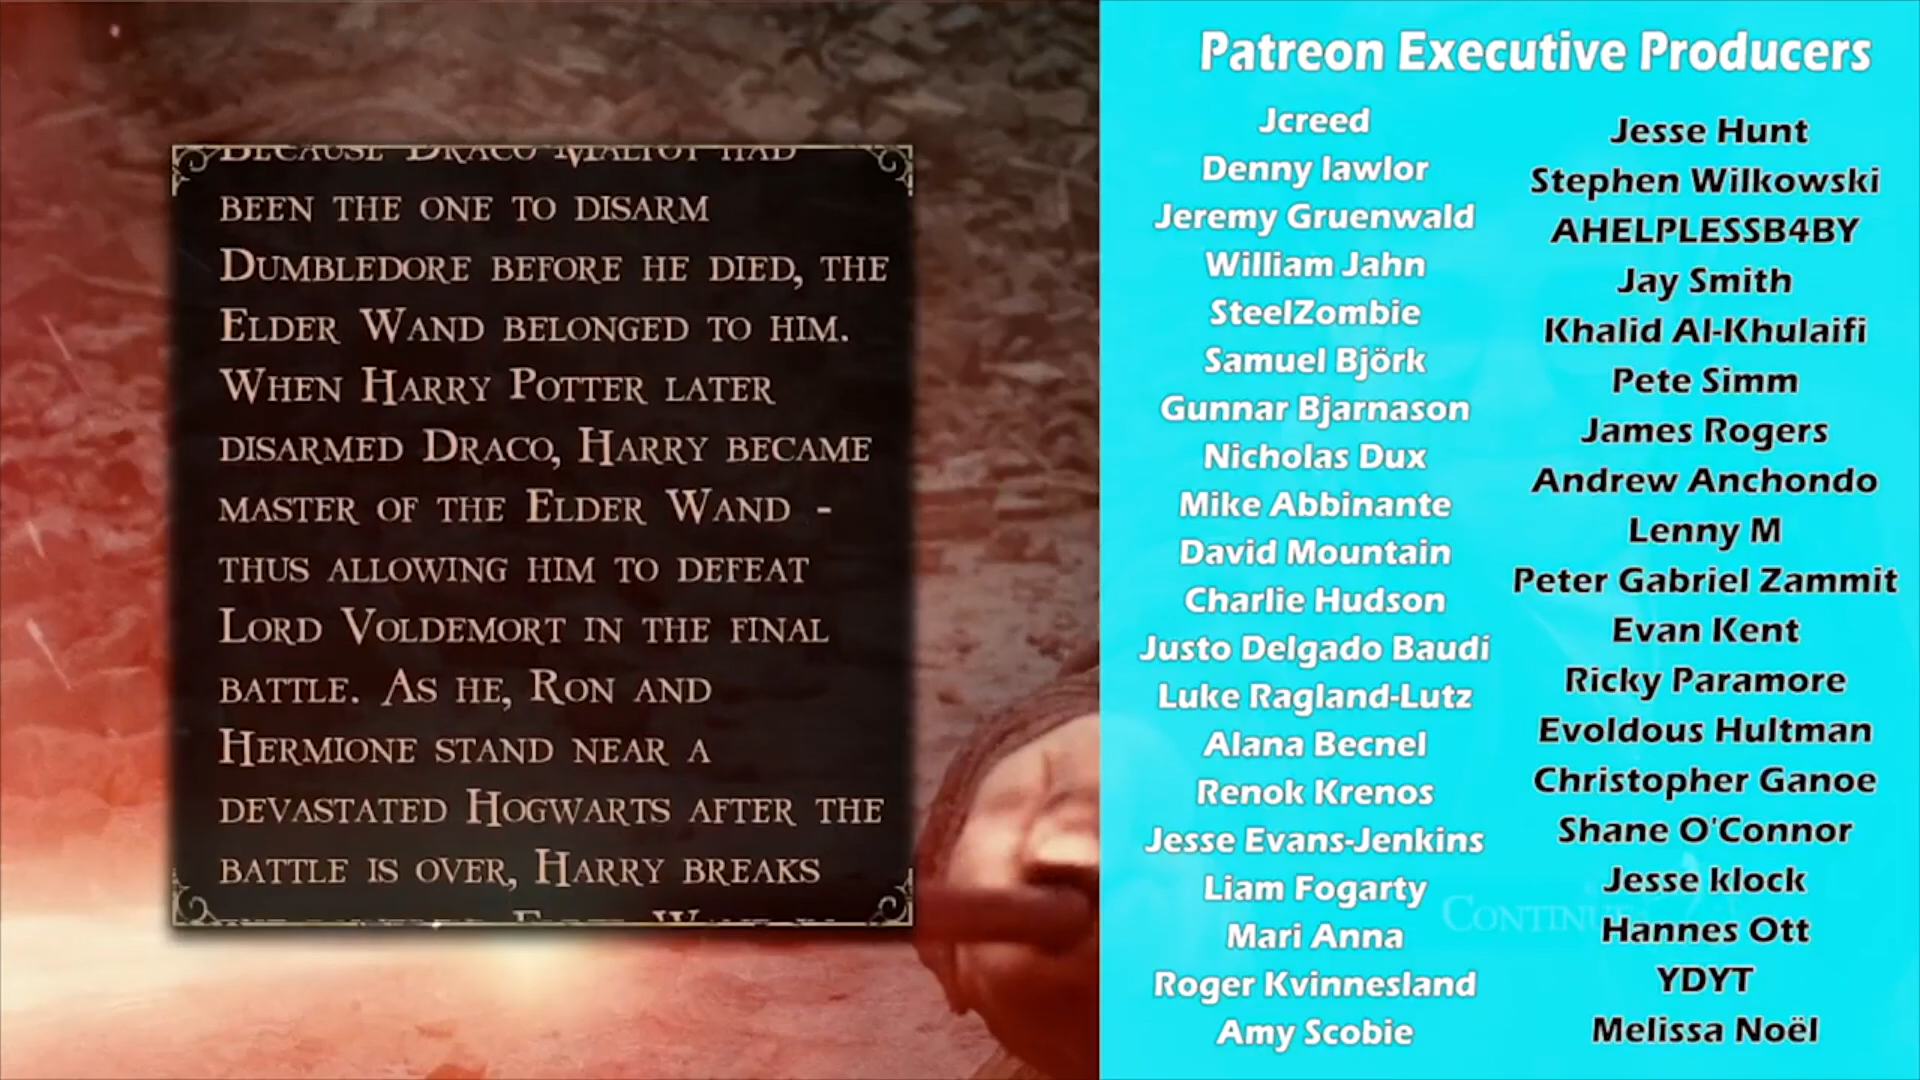 BECAUSE DRACO MALFOY HAD
BEEN THE ONE TO DISARM
DUMBLEDORE BEFORE HE DIED, THE
ELDER WAND BELONGED TO HIM.
WHEN HARRY POTTER LATER
DISARMED DRACO, HARRY BECAME
MASTER OF THE ELDER WAND -
THUS ALLOWING HIM TO DEFEAT
LORD VOLDEMORT IN THE FINAL
BATTLE. AS HE, RON AND
HERMIONE STAND NEAR A
DEVASTATED HOGWARTS AFTER THE
BATTLE IS OVER, HARRY BREAKS
Patreon Executive Producers
Jcreed
Denny lawlor
Jeremy Gruenwald
William Jahn
SteelZombie
Samuel Björk
Gunnar Bjarnason
Nicholas Dux
Mike Abbinante
David Mountain
Charlie Hudson
Justo Delgado Baudí
Luke Ragland-Lutz
Alana Becnel
Renok Krenos
Jesse Evans-Jenkins
Liam Fogarty
Mari Anna
Roger Kvinnesland
Amy Scobie
Jesse Hunt
Stephen Wilkowski
AHELPLESSB4BY
Jay Smith
Khalid Al-Khulaifi
Pete Simm
James Rogers
Andrew Anchondo
Lenny M
Peter Gabriel Zammit
Evan Kent
Ricky Paramore
Evoldous Hultman
Christopher Ganoe
Shane O'Connor
Jesse klock
Hannes Ott
YDYT
Melissa Noël